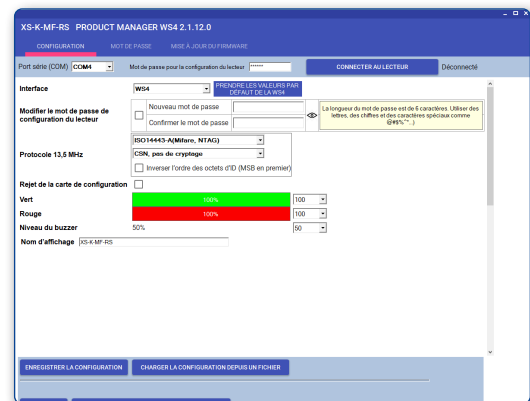 XS-K-MF-RS PRODUCT MANAGER WS4 2.1.12.0
CONFIGURATION MOT DE PASSE MISE À JOUR DU FIRMWARE
Port série (COM) COM4 Mot de passe pour la configuration du lecteur ****** CONNECTER AU LECTEUR Déconnecté
Interface WS4 PRENDRE LES VALEURS PAR
DÉFAUT DE LA WS4
Modifier le mot de passe de
configuration du lecteur
Nouveau mot de passe
Confirmer le mot de passe
La longueur du mot de passe est de 6 caractères. Utiliser des
lettres, des chiffres et des caractères spéciaux comme
Protocole 13,5 MHz
ISO14443-A(Mifare, NTAG)
CSN, pas de cryptage
Inverser l'ordre des octets d'ID (MSB en premier)
Rejet de la carte de configuration
Vert 100% 100
Rouge 100% 100
Niveau du buzzer 50% 50
Nom d'affichage XS-K-MF-RS
ENREGISTRER LA CONFIGURATION CHARGER LA CONFIGURATION DEPUIS UN FICHIER